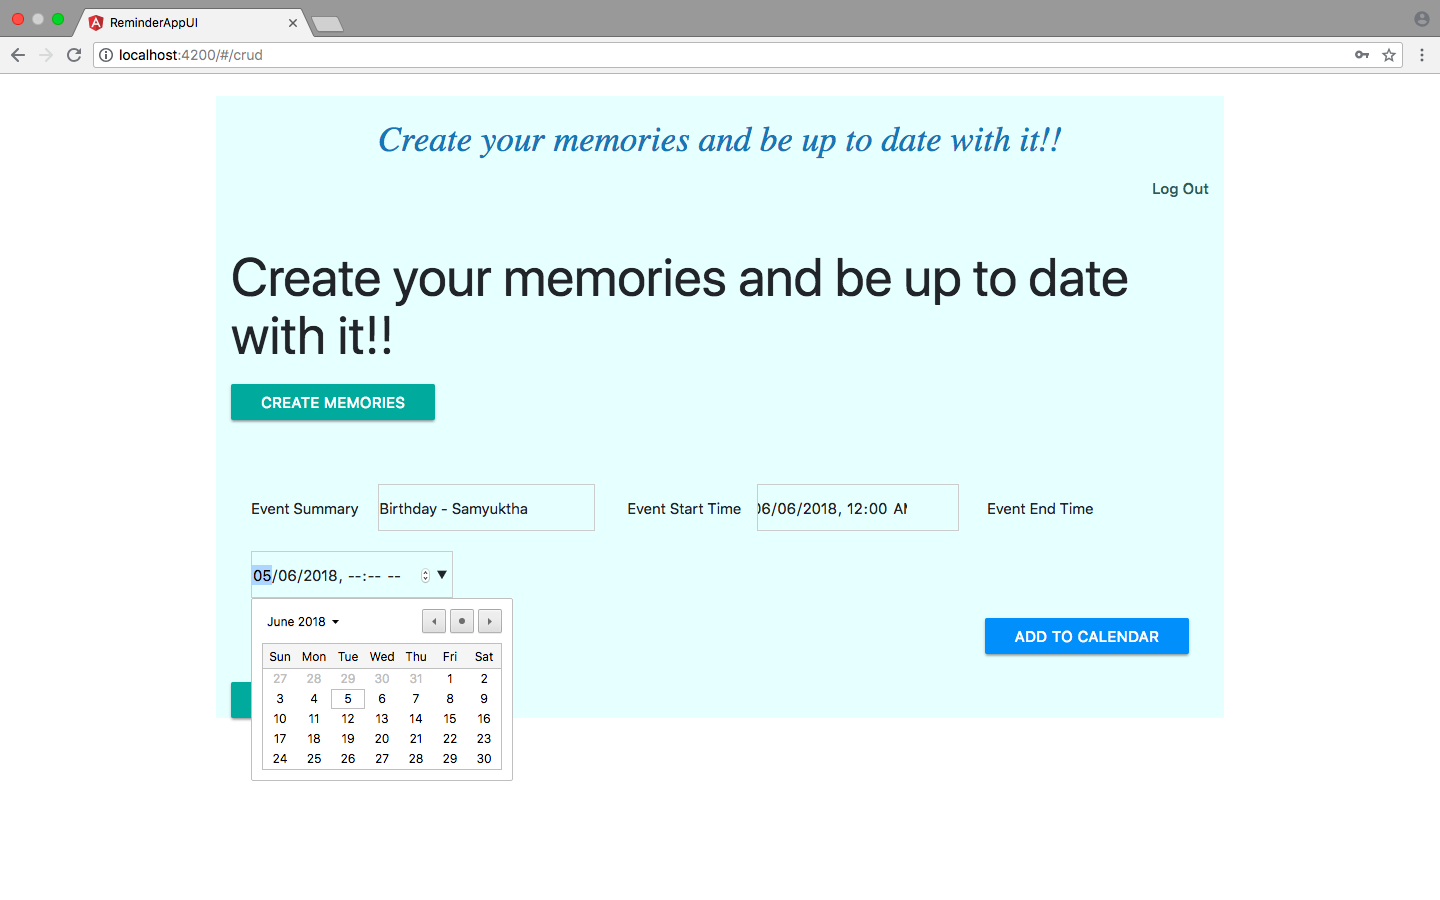 ReminderAppUI
localhost:4200/#/crud
Create your memories and be up to date with it!!
Log Out
Create your memories and be up to date
with it!!
CREATE MEMORIES
Event Summary Birthday - Samyuktha Event Start Time 06/06/2018, 12:00 AM Event End Time
05/06/2018, --:-- --
June 2018
ADD TO CALENDAR
Sun Mon Tue Wed Thu Fri Sat
27 28 29 30 31 1 2
3 4 5 6 7 8 9
10 11 12 13 14 15 16
17 18 19 20 21 22 23
24 25 26 27 28 29 30